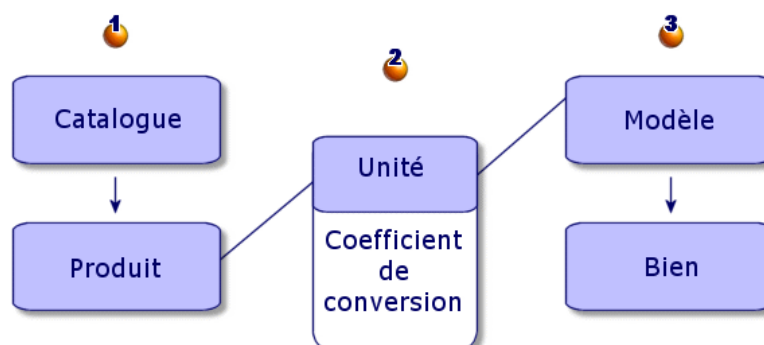 1
2
3
Catalogue
Produit
Unité
Coefficient
de
conversion
Modèle
Bien